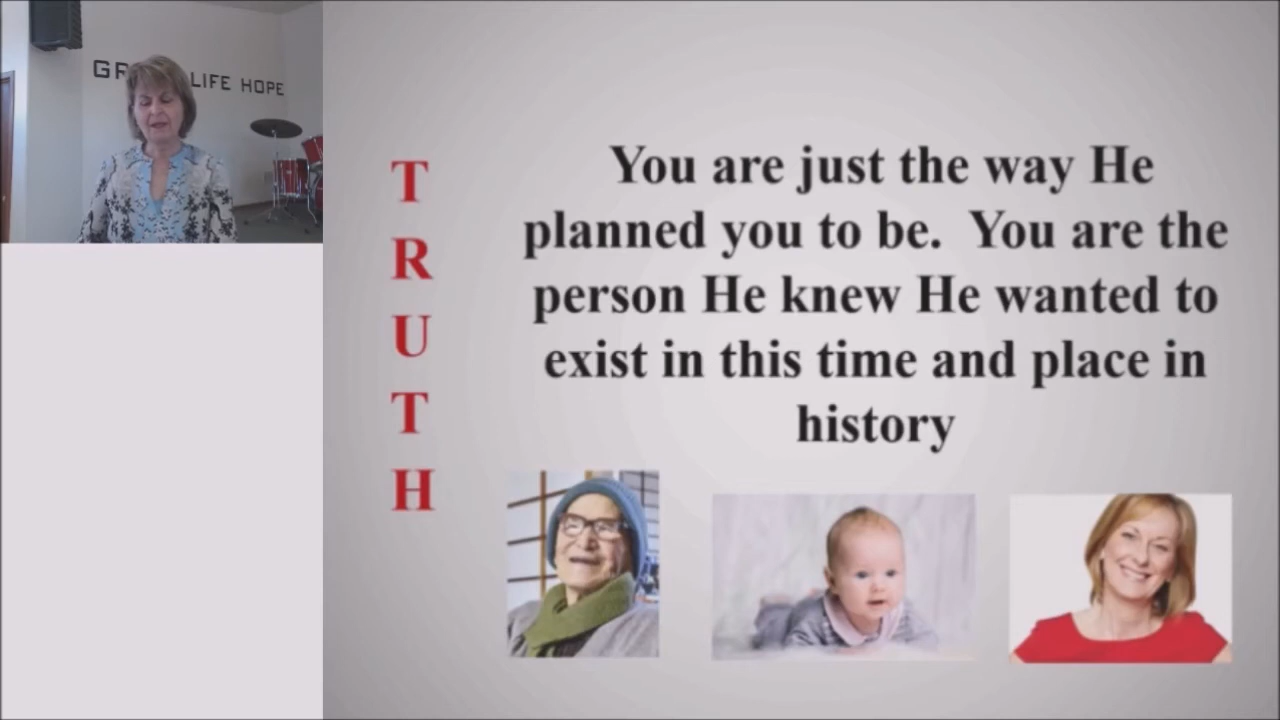 LIFE HOPE
T
R
U
T
H
You are just the way He
planned you to be. You are the
person He knew He wanted to
exist in this time and place in
history